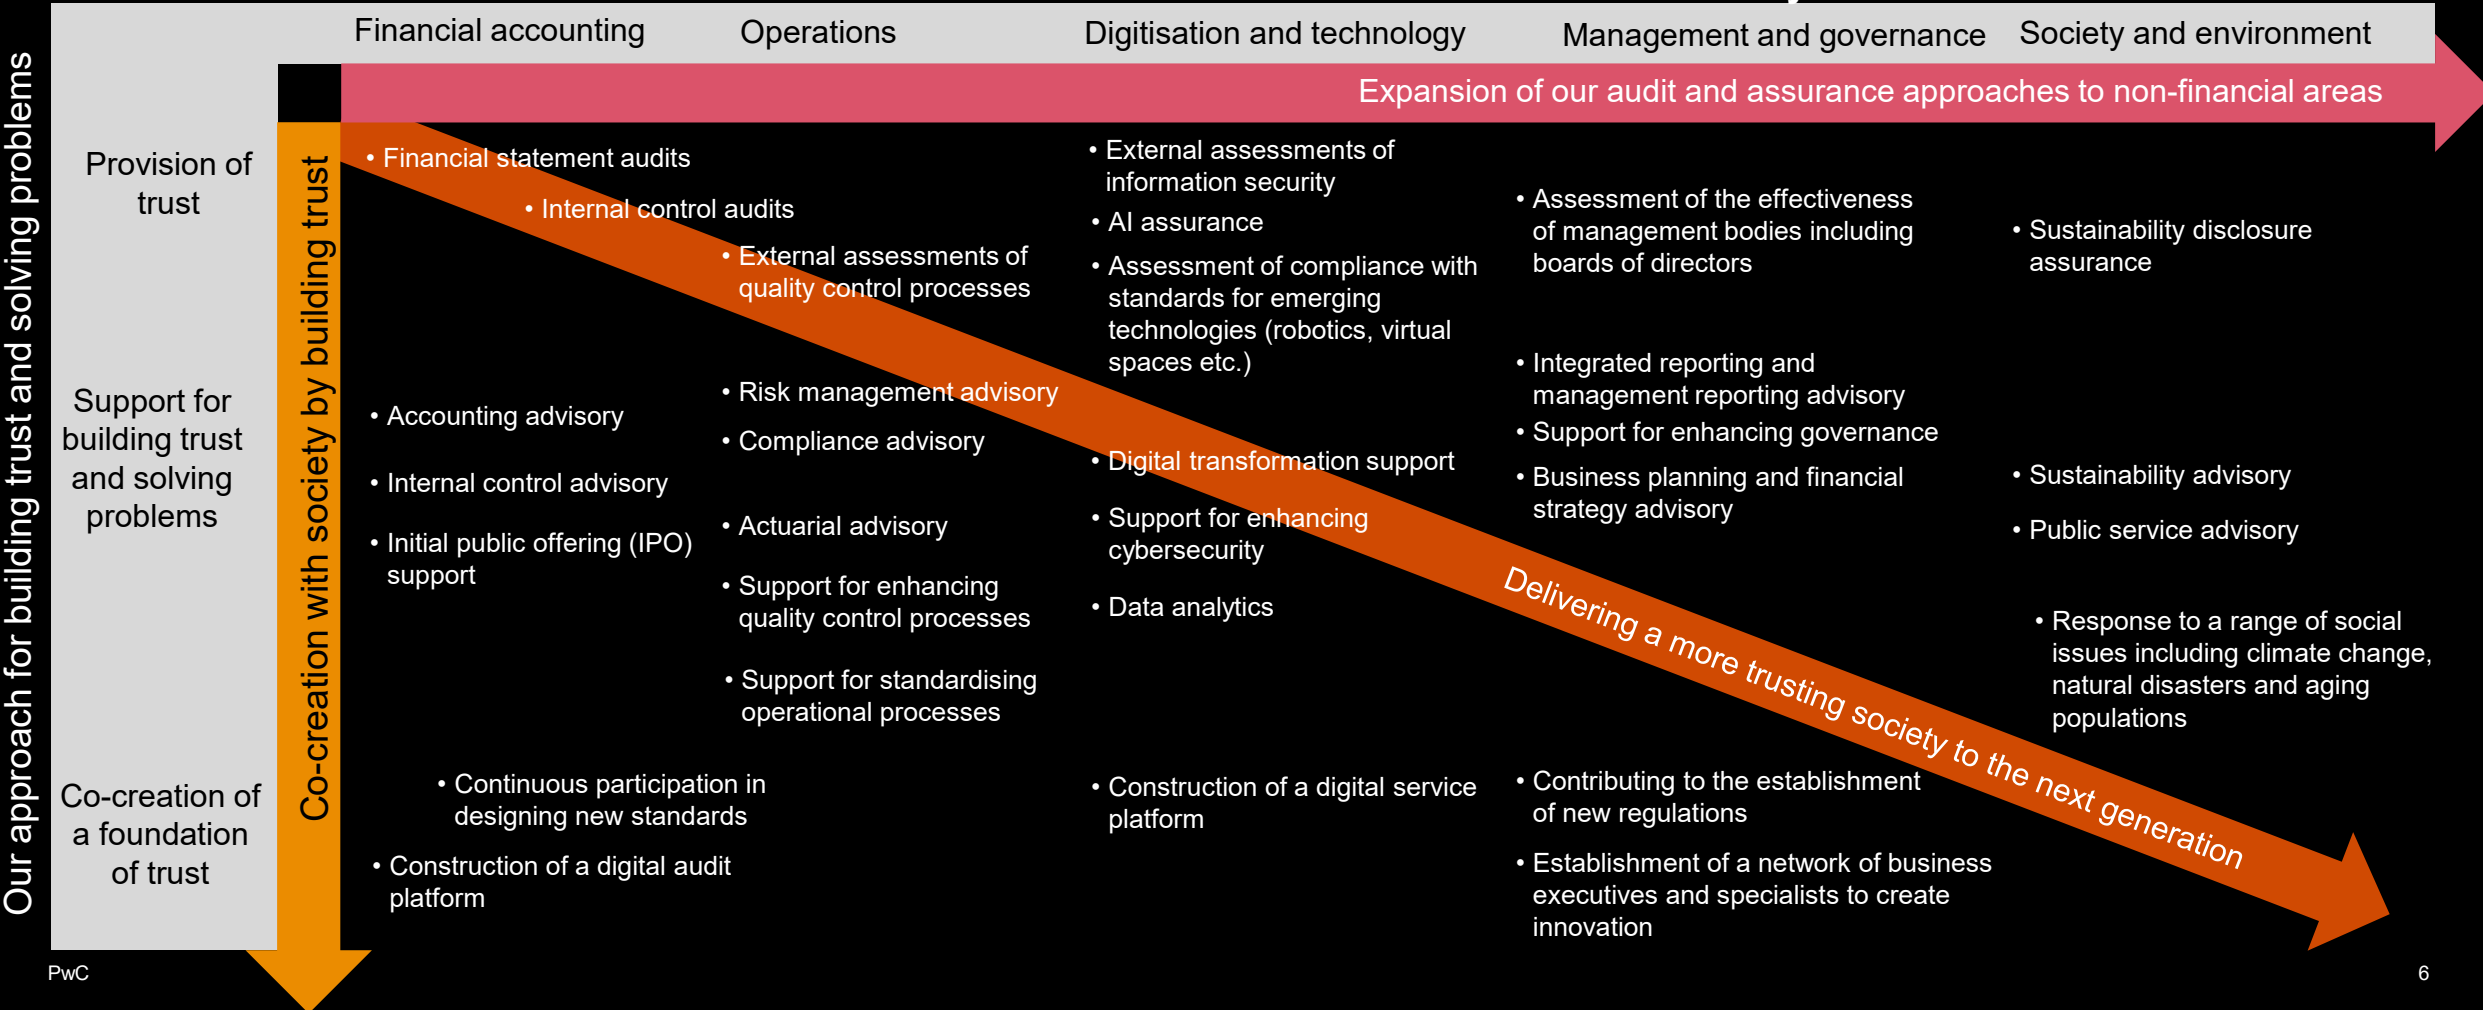 Financial accounting
Operations
Digitisation and technology
Management and governance
Society and environment
Expansion of our audit and assurance approaches to non-financial areas
Our approach for building trust and solving problems
Co-creation with society by building trust
Provision of
trust
• Financial statement audits
• Internal control audits
• External assessments of
quality control processes
• External assessments of
information security
• AI assurance
• Assessment of compliance with
standards for emerging
technologies (robotics, virtual
spaces etc.)
• Assessment of the effectiveness
of management bodies including
boards of directors
• Sustainability disclosure
assurance
Support for
building trust
and solving
problems
• Accounting advisory
• Internal control advisory
• Initial public offering (IPO)
support
• Risk management advisory
• Compliance advisory
• Actuarial advisory
• Support for enhancing
quality control processes
• Support for standardising
operational processes
• Digital transformation support
• Support for enhancing
cybersecurity
• Data analytics
• Integrated reporting and
management reporting advisory
• Support for enhancing governance
• Business planning and financial
strategy advisory
• Sustainability advisory
• Public service advisory
• Response to a range of social
issues including climate change,
natural disasters and aging
populations
Delivering a more trusting society to the next generation
Co-creation of
a foundation
of trust
• Continuous participation in
designing new standards
• Construction of a digital audit
platform
• Construction of a digital service
platform
• Contributing to the establishment
of new regulations
• Establishment of a network of business
executives and specialists to create
innovation
PwC
6